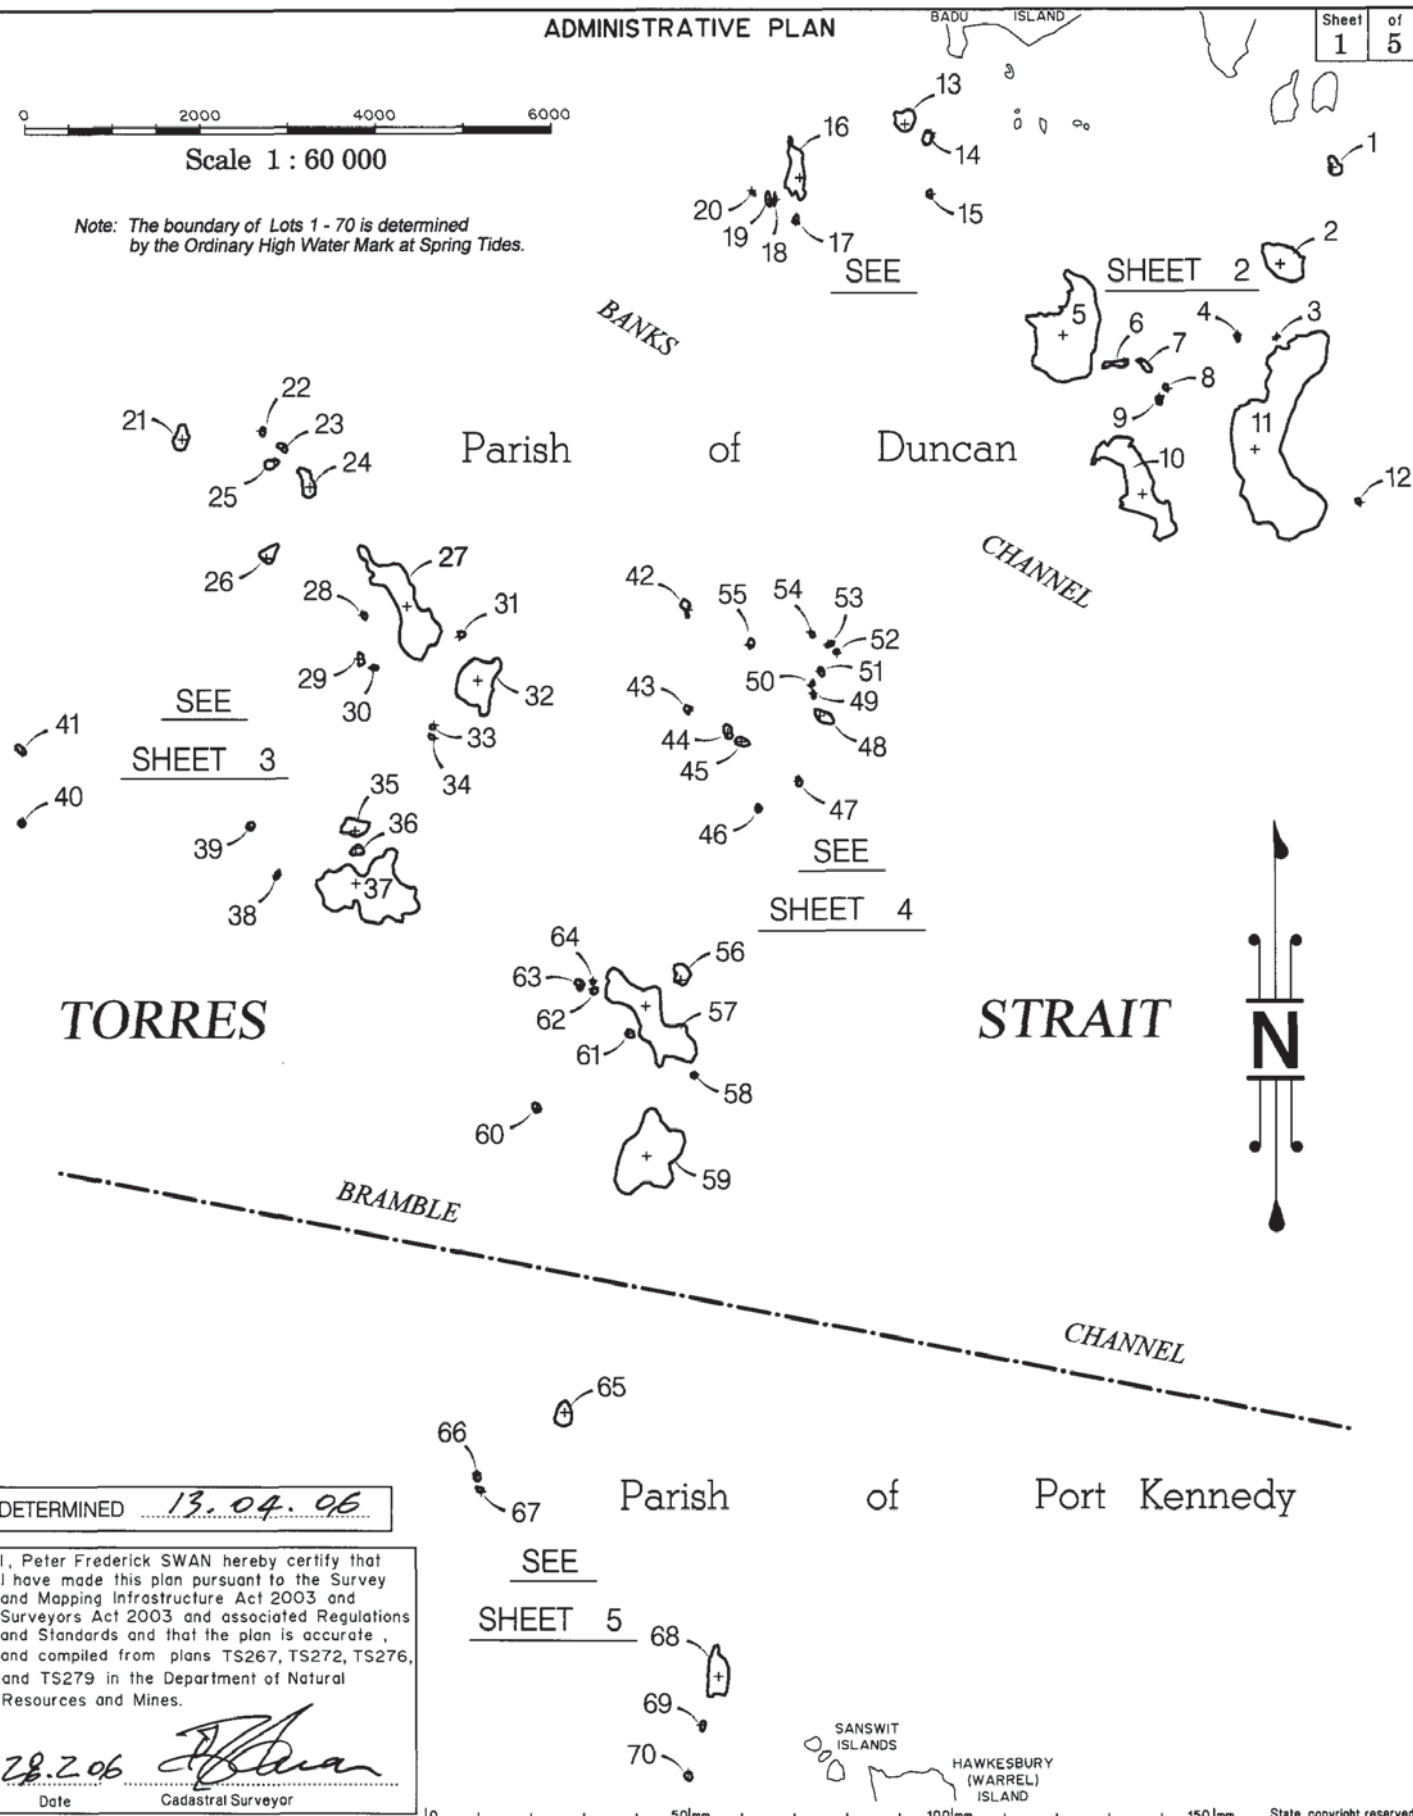 ADMINISTRATIVE PLAN
BADU ISLAND
Sheet of
1 5
0 2000 4000 6000
Scale 1 : 60 000
Note: The boundary of Lots 1 - 70 is determined
by the Ordinary High Water Mark at Spring Tides.
13
16
14
1
20
19
18
17
15
2
SEE SHEET 2
BANKS
5
6
7
4
3
8
9
11
10
12
21
22
23
24
25
Parish of Duncan
CHANNEL
26
27
28
31
29
30
32
33
34
42
55
54
53
52
51
50
49
48
43
44
45
47
46
SEE
SHEET 3
41
40
35
36
39
37
38
SEE
SHEET 4
64
63
62
56
57
61
58
60
59
TORRES STRAIT
N
BRAMBLE
CHANNEL
65
66
67
Parish of Port Kennedy
DETERMINED 13.04.06
I, Peter Frederick SWAN hereby certify that
I have made this plan pursuant to the Survey
and Mapping Infrastructure Act 2003 and
Surveyors Act 2003 and associated Regulations
and Standards and that the plan is accurate ,
and compiled from plans TS267, TS272, TS276,
and TS279 in the Department of Natural
Resources and Mines.
28.2.06
Date Cadastral Surveyor
SEE
SHEET 5
68
69
70
SANSWIT
ISLANDS
HAWKESBURY
(WARREL)
ISLAND
0 50mm 100mm 150mm State copyright reserved